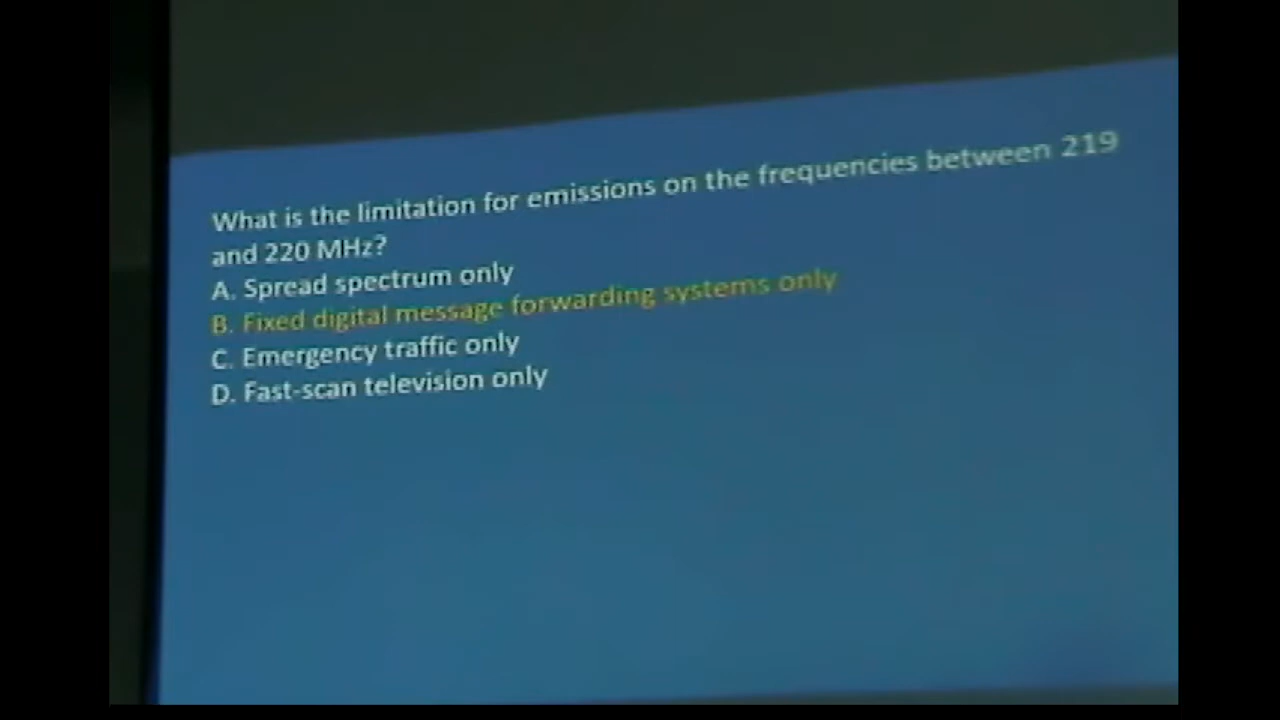 What is the limitation for emissions on the frequencies between 219
and 220 MHz?
A. Spread spectrum only
B. Fixed digital message forwarding systems only
C. Emergency traffic only
D. Fast-scan television only